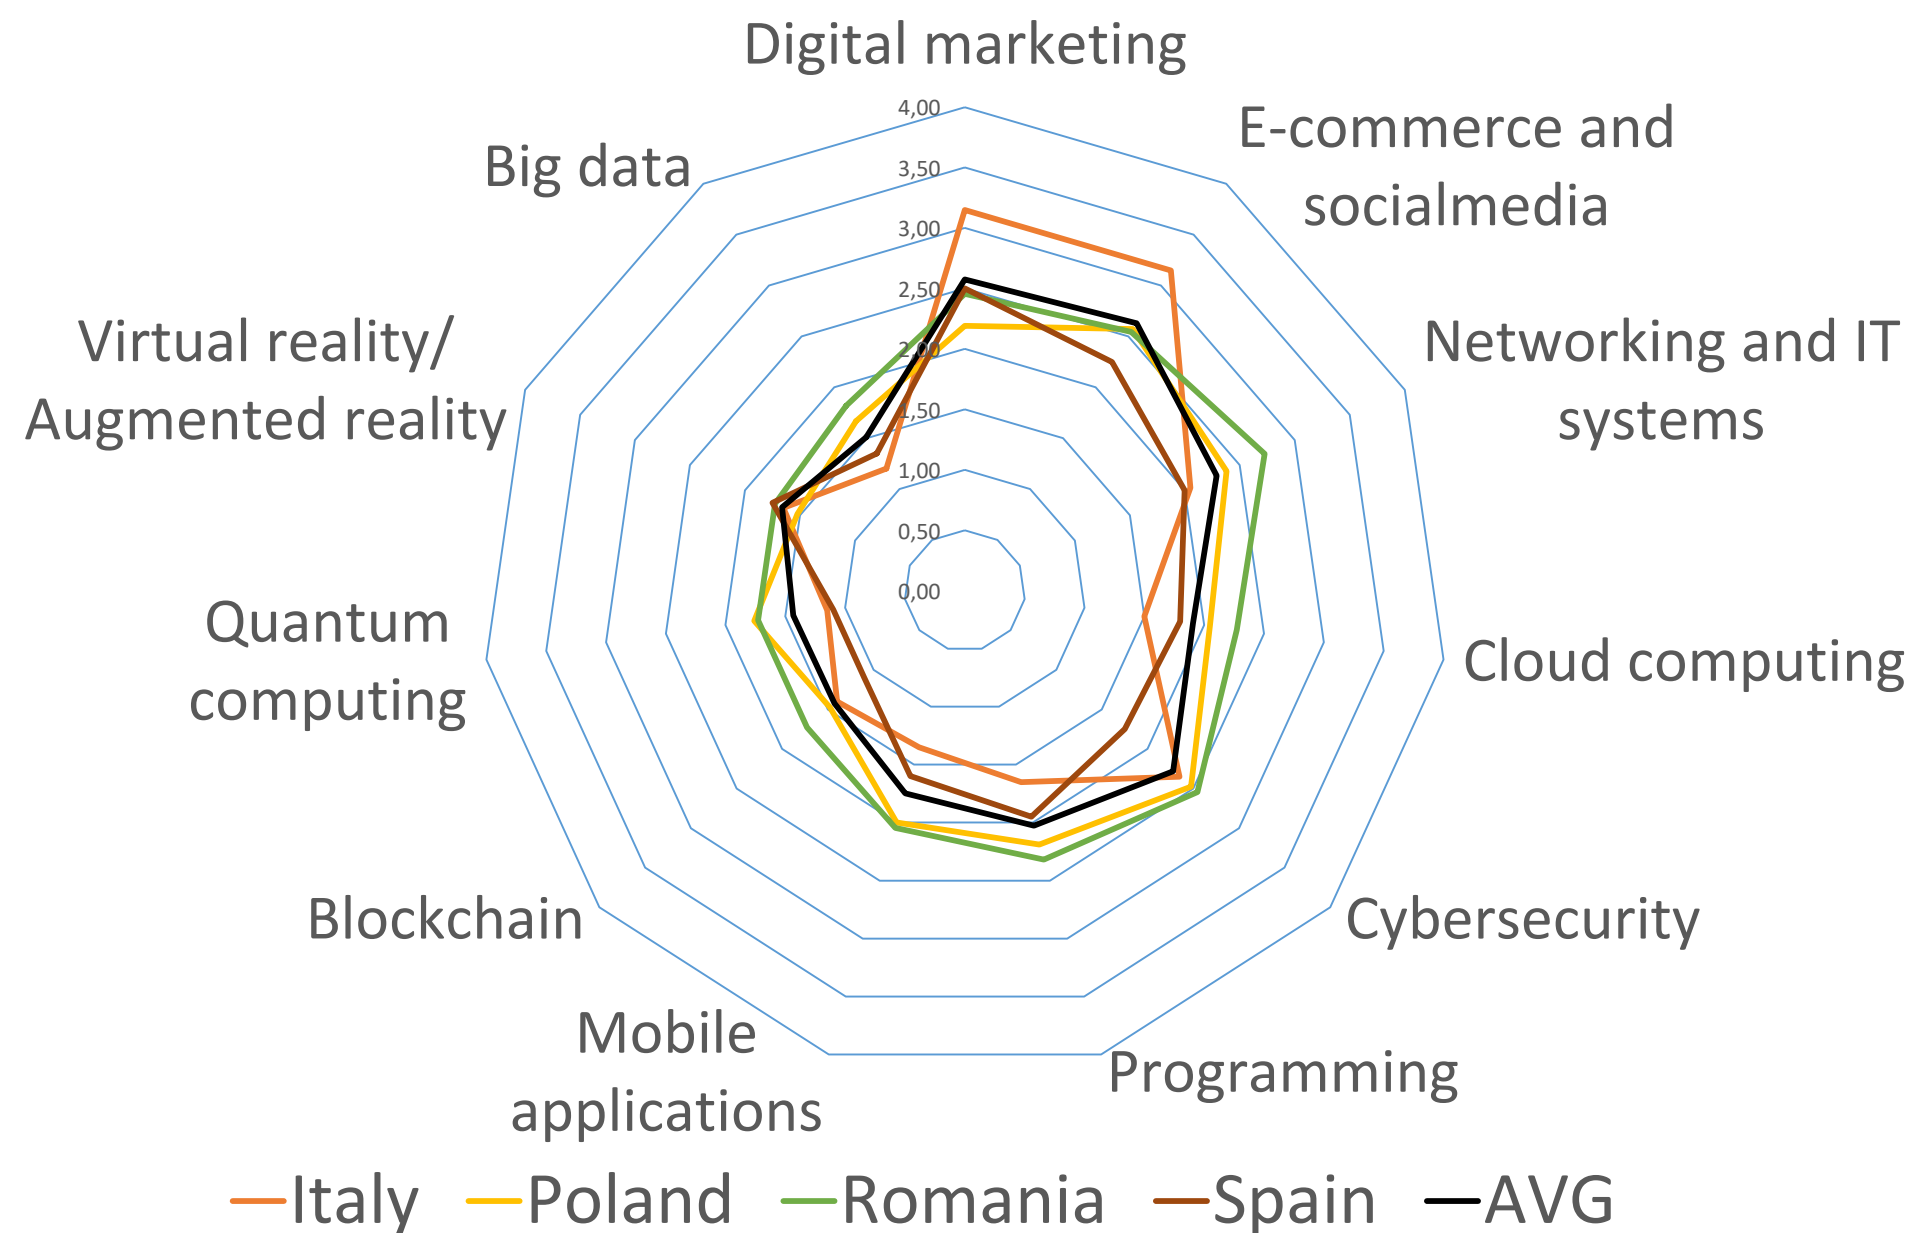 Digital marketing
E-commerce and
socialmedia
Networking and IT
systems
Cloud computing
Cybersecurity
Programming
Mobile
applications
Blockchain
Quantum
computing
Virtual reality/
Augmented reality
Big data
4,00
3,50
3,00
2,50
2,00
1,50
1,00
0,50
0,00
Italy
Poland
Romania
Spain
AVG